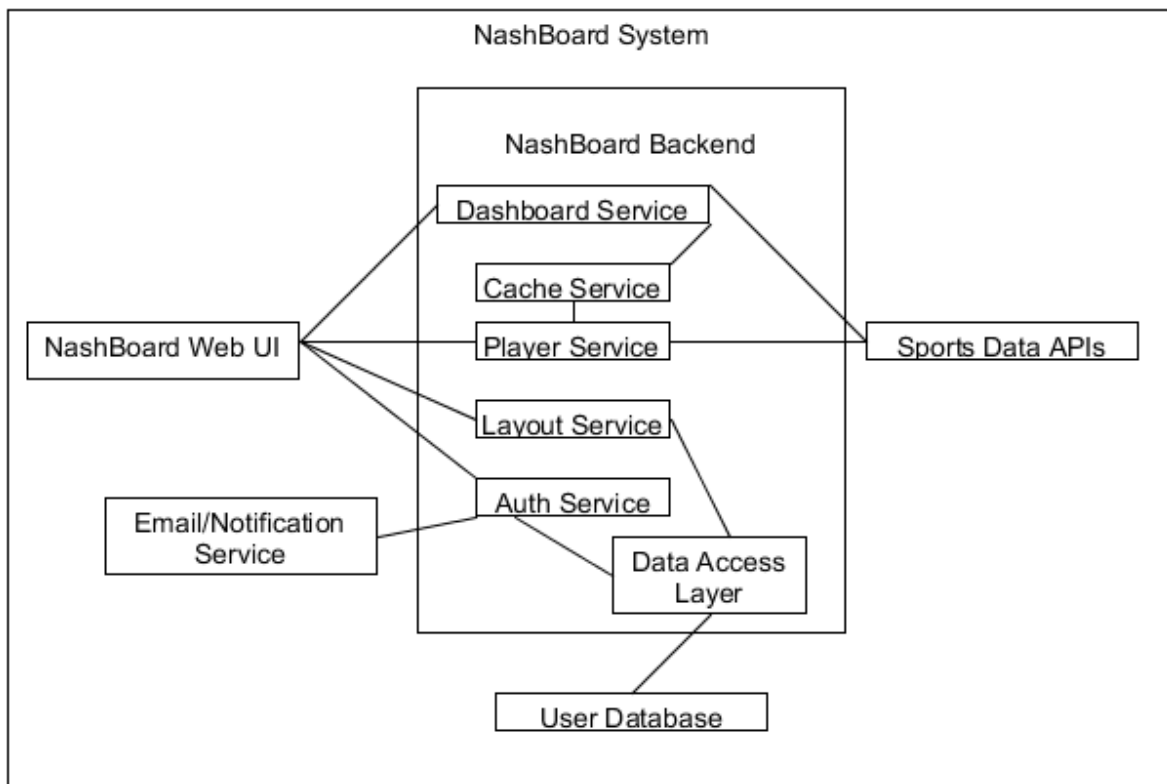 NashBoard System
NashBoard Backend
Dashboard Service
Cache Service
NashBoard Web UI
Player Service
Sports Data APIs
Layout Service
Auth Service
Email/Notification
Service
Data Access
Layer
User Database